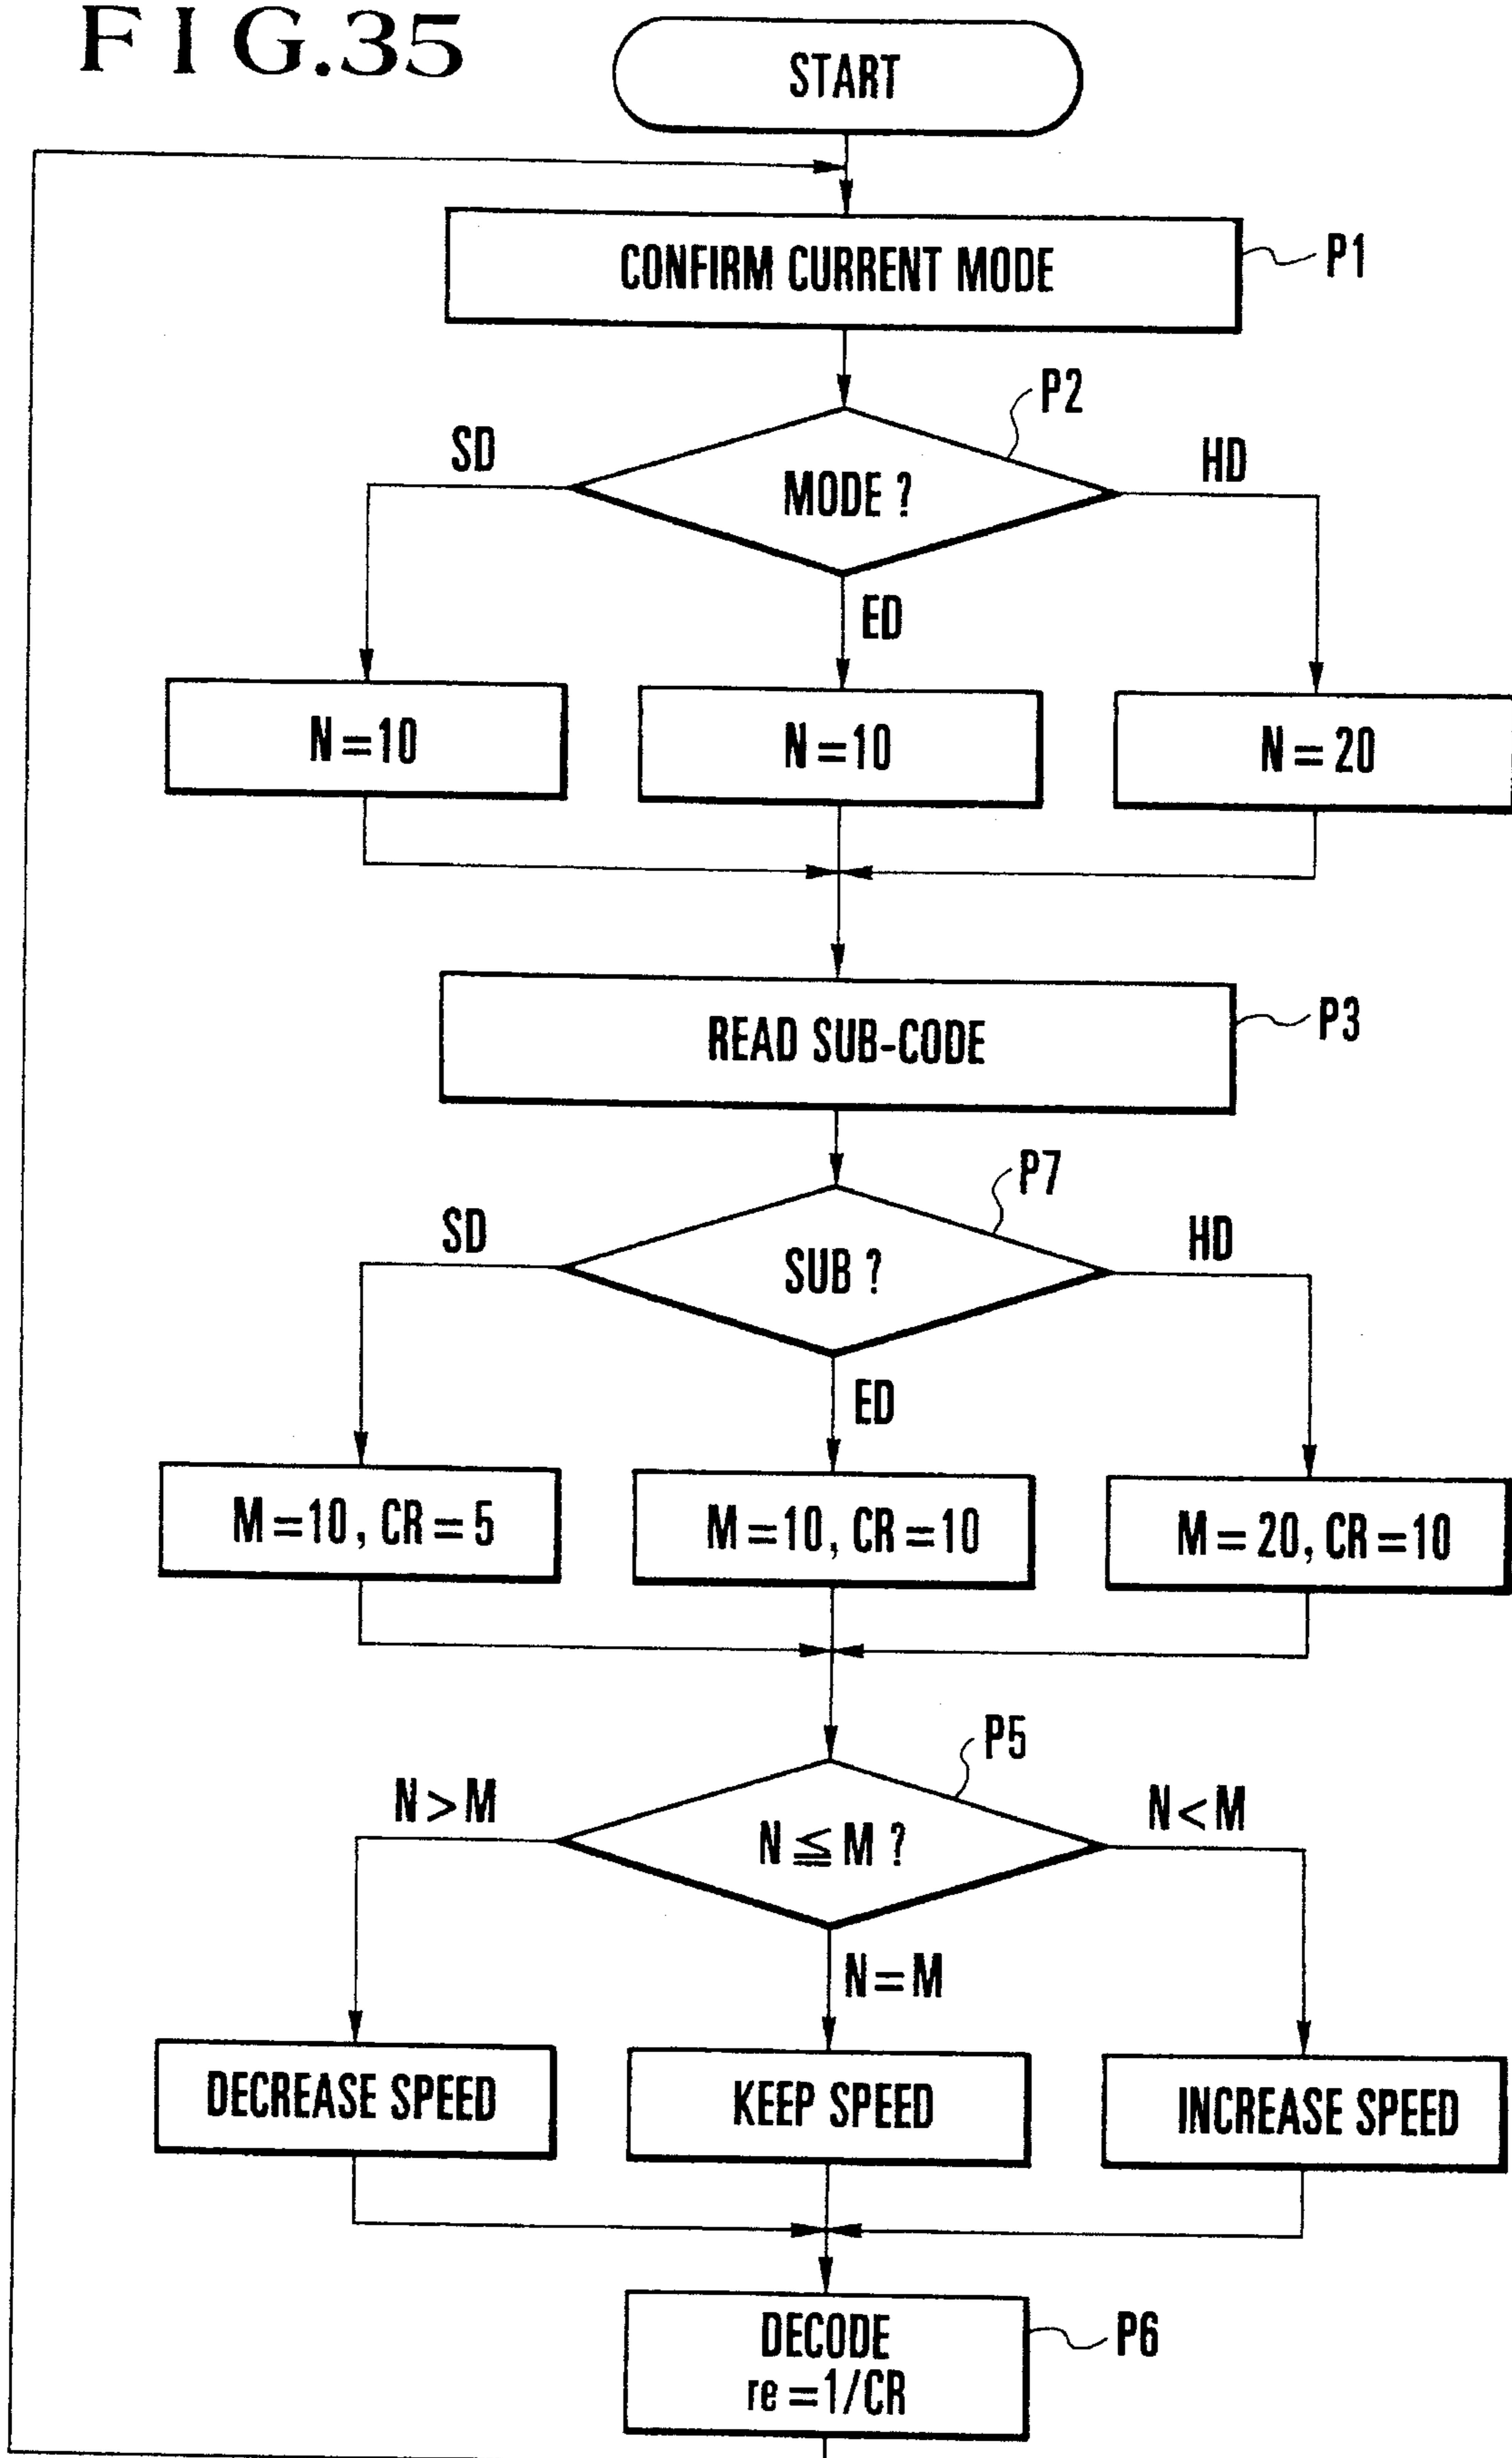 FIG.35
START
CONFIRM CURRENT MODE
P1
P2
SD
HD
MODE ?
ED
N=10
N=10
N=20
READ SUB-CODE
P3
P7
SD
HD
SUB ?
ED
M=10, CR=5
M=10, CR=10
M=20, CR=10
P5
N>M
N<M
N≦M ?
N=M
DECREASE SPEED
KEEP SPEED
INCREASE SPEED
DECODE
re=1/CR
P6